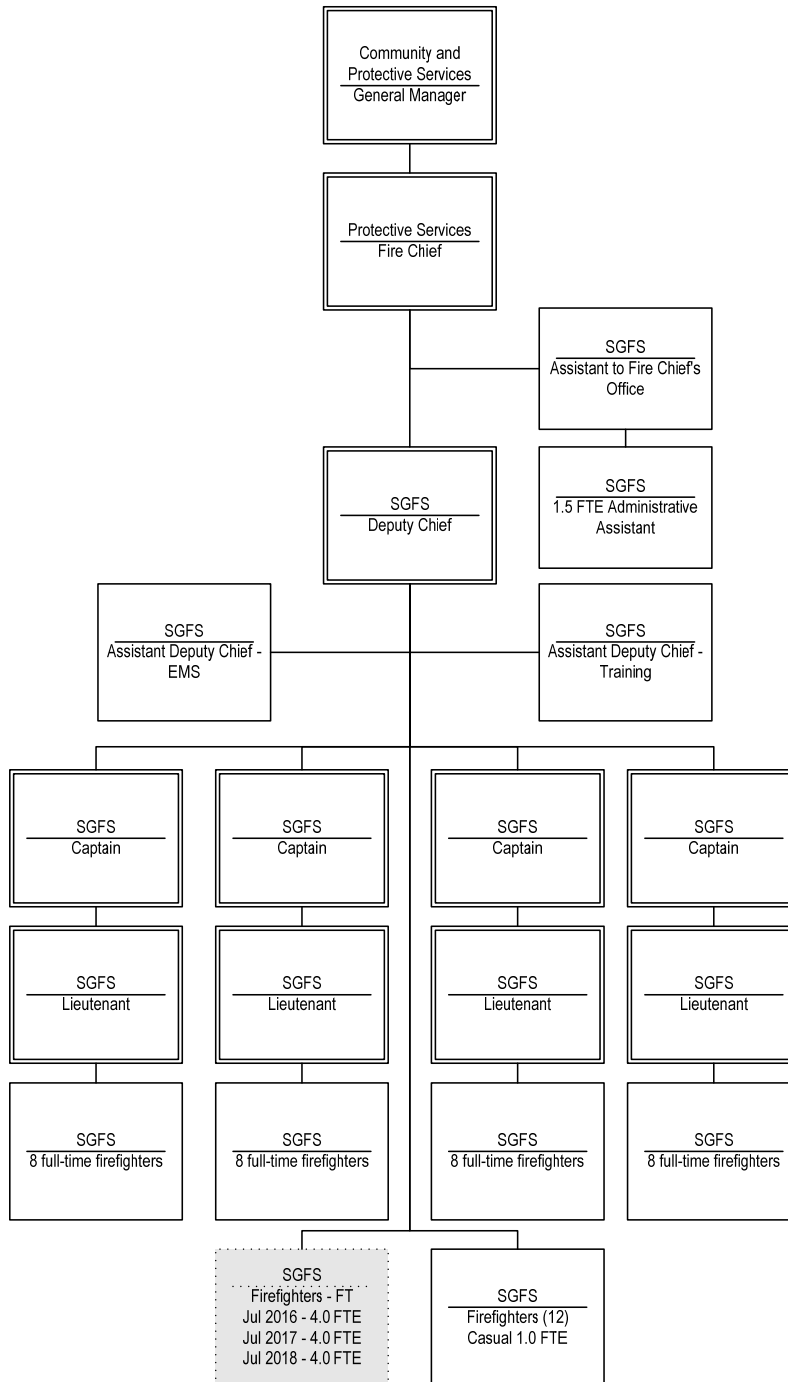 Community and
Protective Services
General Manager
Protective Services
Fire Chief
SGFS
Assistant to Fire Chief's
Office
SGFS
1.5 FTE Administrative
Assistant
SGFS
Deputy Chief
SGFS
Assistant Deputy Chief -
EMS
SGFS
Assistant Deputy Chief -
Training
SGFS
Captain
SGFS
Captain
SGFS
Captain
SGFS
Captain
SGFS
Lieutenant
SGFS
Lieutenant
SGFS
Lieutenant
SGFS
Lieutenant
SGFS
8 full-time firefighters
SGFS
8 full-time firefighters
SGFS
8 full-time firefighters
SGFS
8 full-time firefighters
SGFS
Firefighters - FT
Jul 2016 - 4.0 FTE
Jul 2017 - 4.0 FTE
Jul 2018 - 4.0 FTE
SGFS
Firefighters (12)
Casual 1.0 FTE